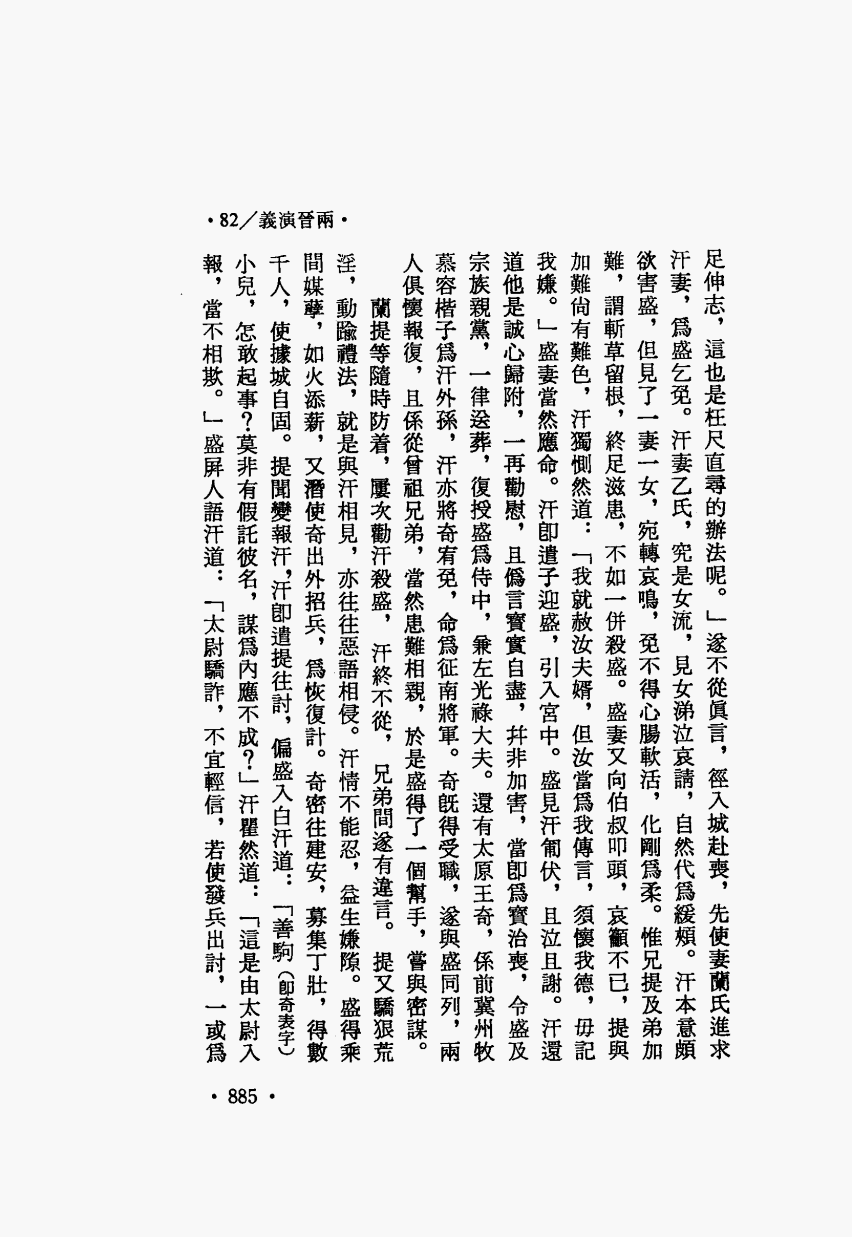 •82／義演晉兩•
足伸志，這也是枉尺直尋的辦法呢。」遂不從眞言，徑入城赴喪，先使妻蘭氏進求
汗妻，爲盛乞免。汗妻乙氏，究是女流，見女涕泣哀請，自然代爲緩頰。汗本意頗
欲害盛，但見了一妻一女，宛轉哀鳴，免不得心腸軟活，化剛爲柔。惟兄提及弟加
難，謂斬草留根，終足滋患，不如一併殺盛。盛妻又向伯叔叩頭，哀籲不已，提與
加難尙有難色，汗獨惻然道：「我就赦汝夫婿，但汝當爲我傳言，須懷我德，毋記
我嫌。」盛妻當然應命。汗卽遣子迎盛，引入宮中。盛見汗匍伏，且泣且謝。汗還
道他是誠心歸附，一再勸慰，且僞言寶實自盡，幷非加害，當卽爲寶治喪，令盛及
宗族親黨，一律送葬，復授盛爲侍中，兼左光祿大夫。還有太原王奇，係前冀州牧
慕容楷子爲汗外孫，汗亦將奇宥免，命爲征南將軍。奇旣得受職，遂與盛同列，兩
人俱懷報復，且係從曾祖兄弟，當然患難相親，於是盛得了一個幫手，嘗與密謀。
蘭提等隨時防着，屢次勸汗殺盛，汗終不從，兄弟間遂有違言。提又驕狠荒
淫，動踰禮法，就是與汗相見，亦往往惡語相侵。汗情不能忍，益生嫌隙。盛得乘
間媒孽，如火添薪，又潛使奇出外招兵，爲恢復計。奇密往建安，募集丁壯，得數
千人，使據城自固。提聞變報汗，汗卽遣提往討，偏盛入白汗道：「善駒（卽奇表字）
小兒，怎敢起事？莫非有假託彼名，謀爲內應不成？」汗瞿然道：「這是由太尉入
報，當不相欺。」盛屏人語汗道：「太尉驕詐，不宜輕信，若使發兵出討，一或爲
•885•